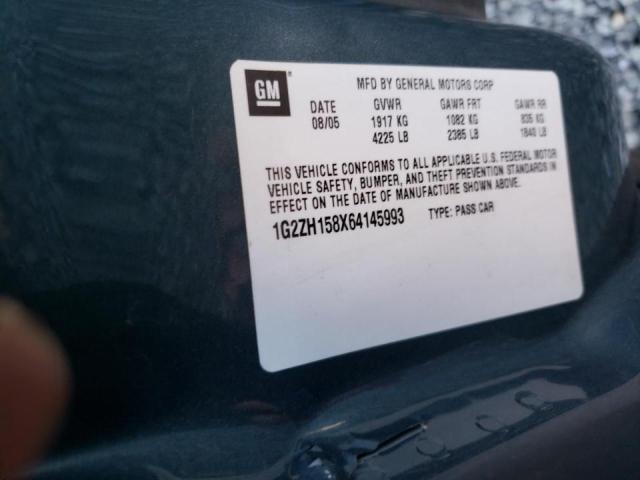 GM
MFD BY GENERAL MOTORS CORP
DATE GVWR GAWR FRT GAWR RR
08/05 1917 KG 1082 KG 835 KG
4225 LB 2385 LB 1840 LB
THIS VEHICLE CONFORMS TO ALL APPLICABLE U.S. FEDERAL MOTOR
VEHICLE SAFETY, BUMPER, AND THEFT PREVENTION STANDARDS IN
EFFECT ON THE DATE OF MANUFACTURE SHOWN ABOVE.
1G2ZH158X64145993 TYPE: PASS CAR